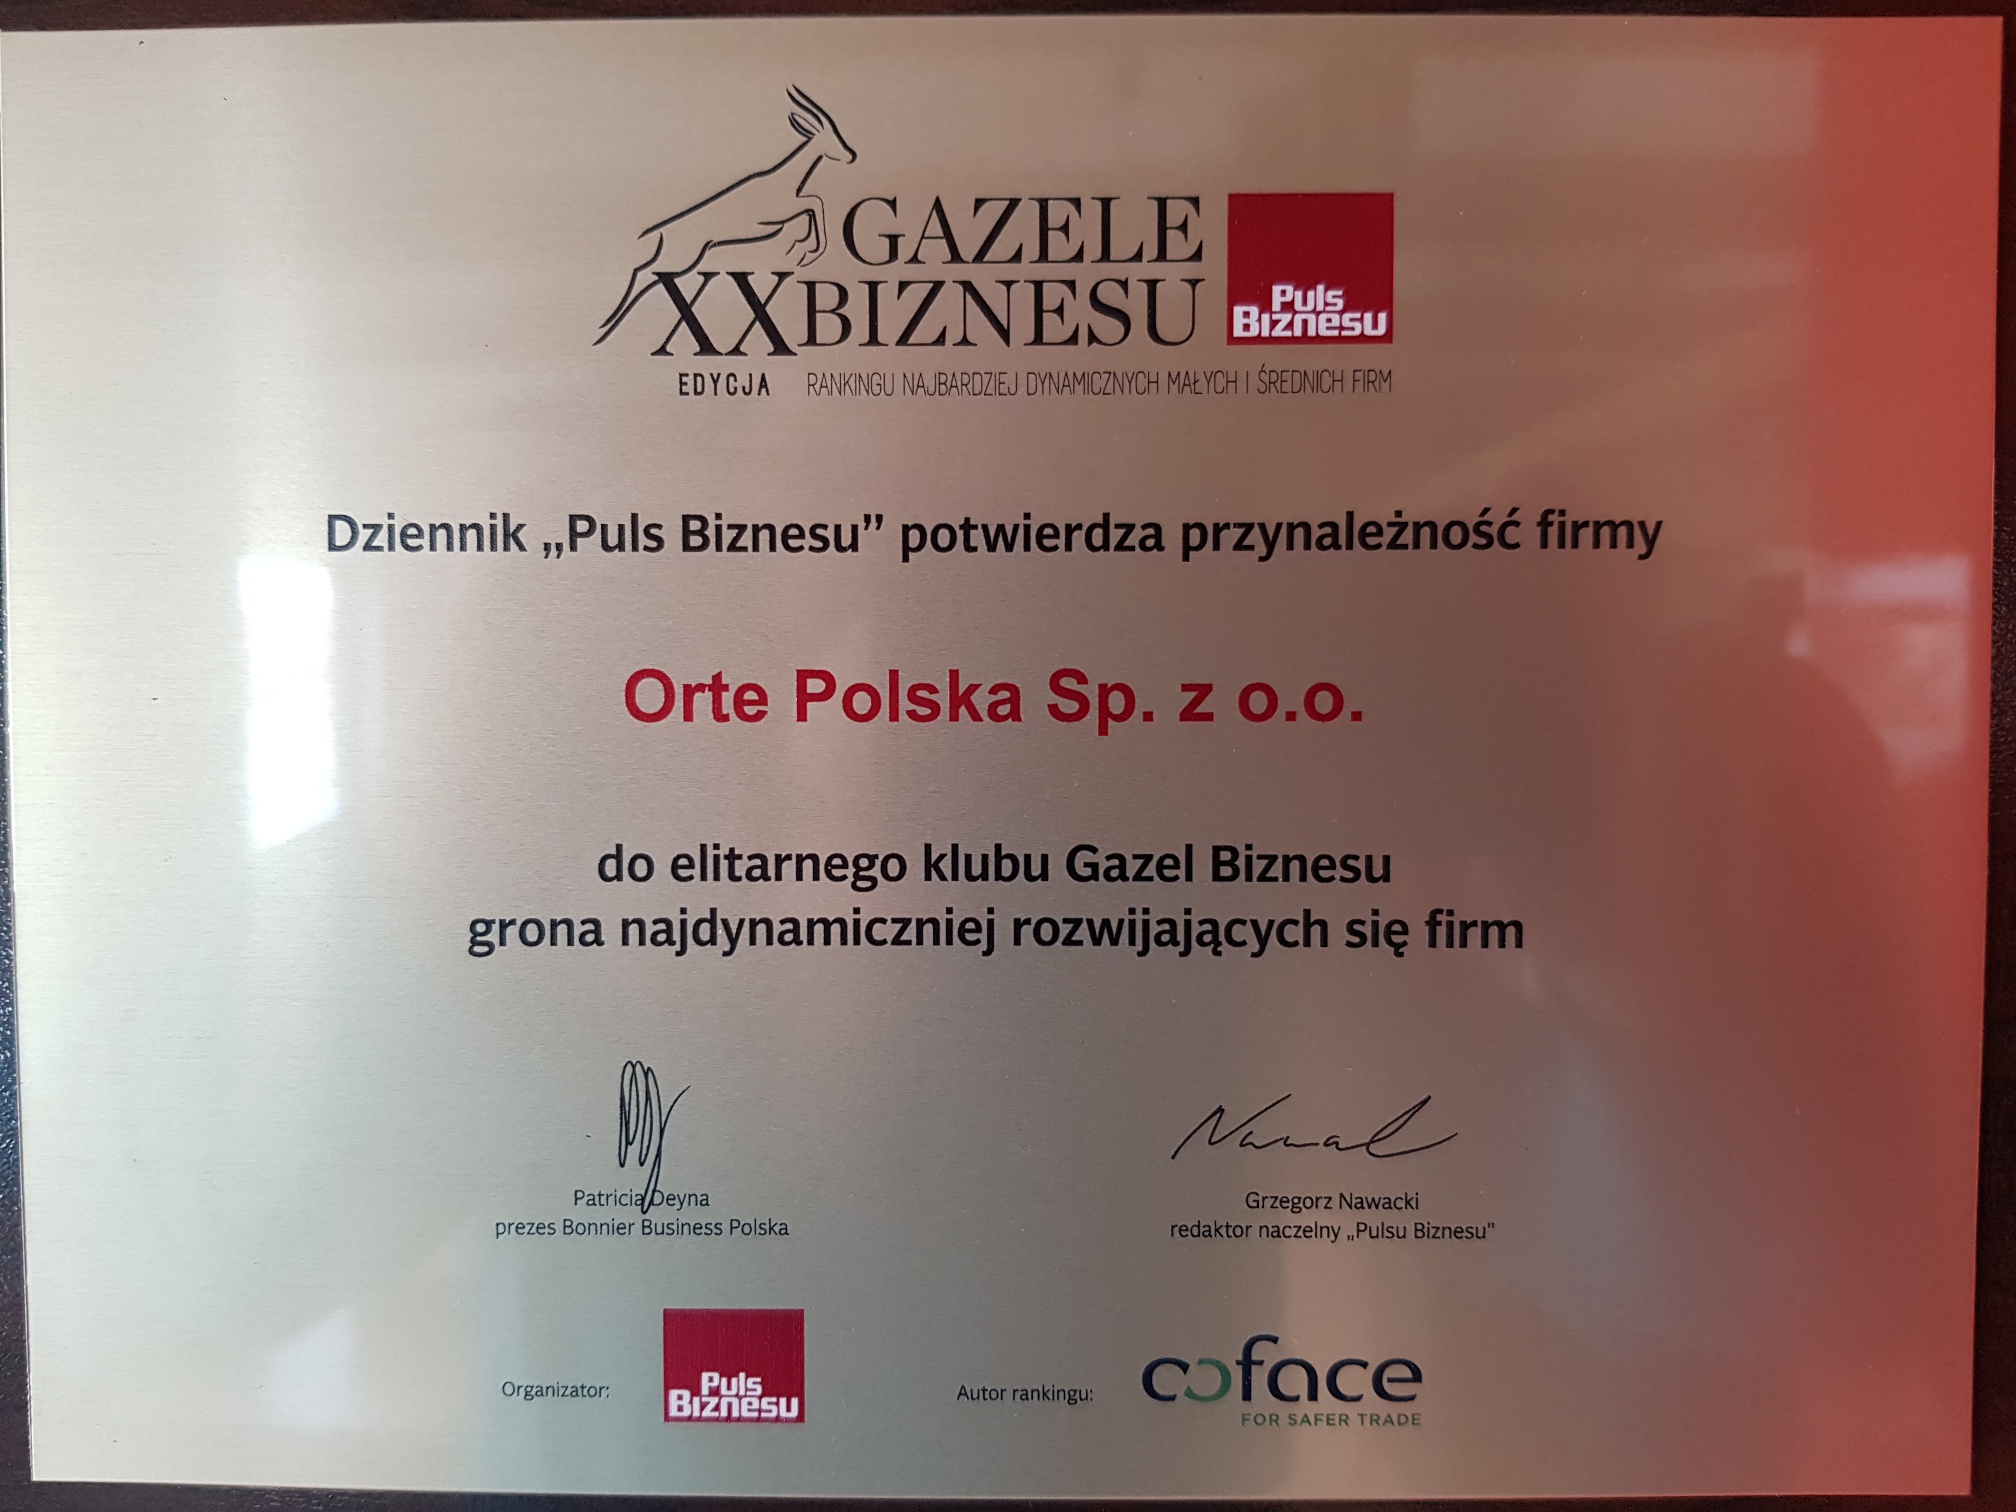 GAZELE
XX BIZNESU
Puls
Biznesu
EDYCJA RANKINGU NAJBARDZIEJ DYNAMICZNYCH MAŁYCH I ŚREDNICH FIRM
Dziennik „Puls Biznesu” potwierdza przynależność firmy
Orte Polska Sp. z o.o.
do elitarnego klubu Gazel Biznesu
grona najdynamiczniej rozwijających się firm
Patricia Deyna
prezes Bonnier Business Polska
Grzegorz Nawacki
redaktor naczelny „Pulsu Biznesu”
Organizator:
Puls
Biznesu
Autor rankingu:
coface
FOR SAFER TRADE